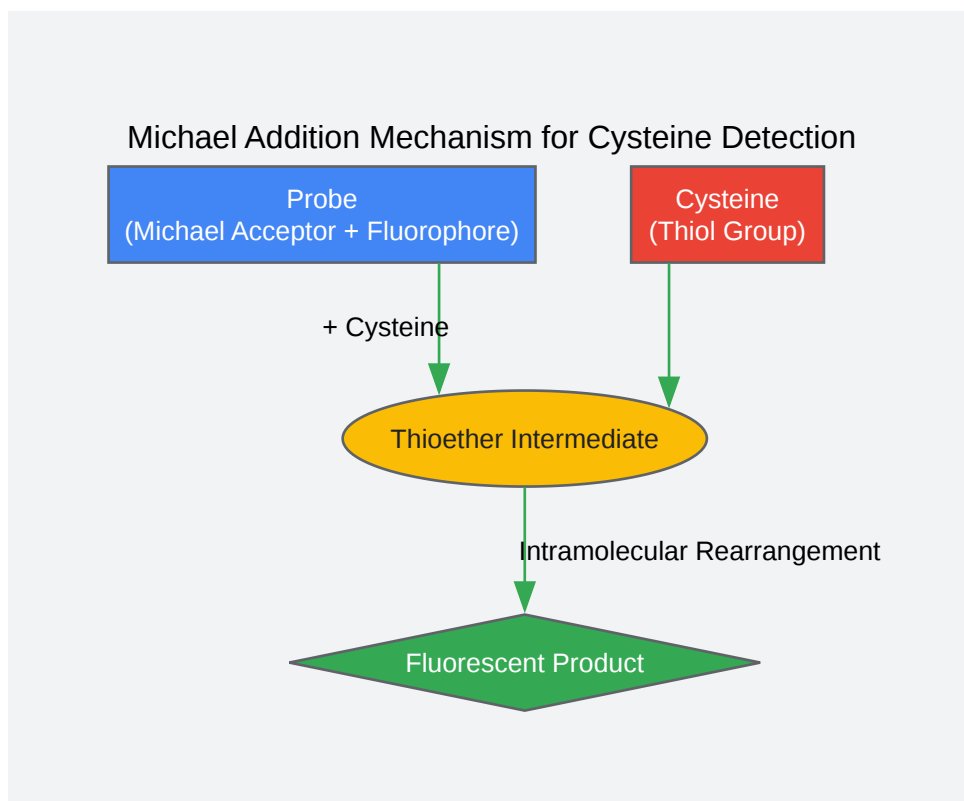 Michael Addition Mechanism for Cysteine Detection
Probe
(Michael Acceptor + Fluorophore)
Cysteine
(Thiol Group)
+ Cysteine
Thioether Intermediate
Intramolecular Rearrangement
Fluorescent Product